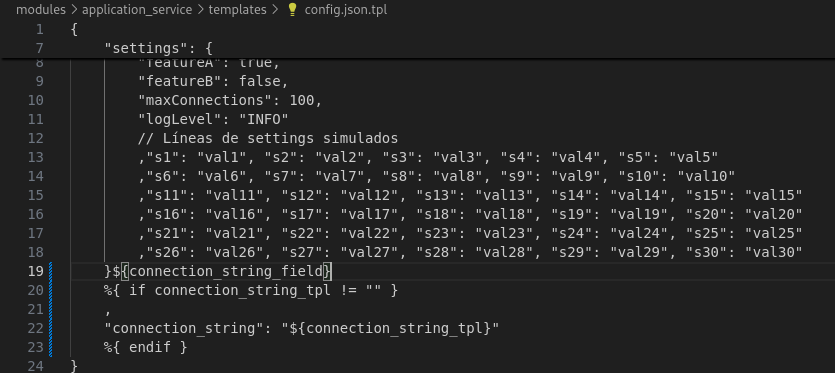 modules > application_service > templates > config.json.tpl
1 {
7 "settings": {
8 "featureA": true,
9 "featureB": false,
10 "maxConnections": 100,
11 "logLevel": "INFO"
12 // Líneas de settings simulados
13 ,"s1": "val1", "s2": "val2", "s3": "val3", "s4": "val4", "s5": "val5"
14 ,"s6": "val6", "s7": "val7", "s8": "val8", "s9": "val9", "s10": "val10"
15 ,"s11": "val11", "s12": "val12", "s13": "val13", "s14": "val14", "s15": "val15"
16 ,"s16": "val16", "s17": "val17", "s18": "val18", "s19": "val19", "s20": "val20"
17 ,"s21": "val21", "s22": "val22", "s23": "val23", "s24": "val24", "s25": "val25"
18 ,"s26": "val26", "s27": "val27", "s28": "val28", "s29": "val29", "s30": "val30"
19 }${connection_string_field}
20 %{ if connection_string_tpl != "" }
21 ,
22 "connection_string": "${connection_string_tpl}"
23 %{ endif }
24 }